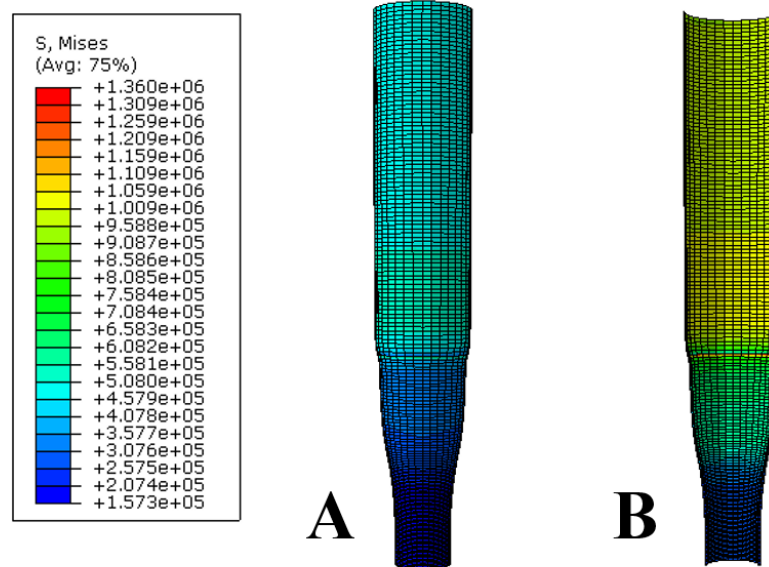 S, Mises
(Avg: 75%)
+1.360e+06
+1.309e+06
+1.259e+06
+1.209e+06
+1.159e+06
+1.109e+06
+1.059e+06
+1.009e+06
+9.588e+05
+9.087e+05
+8.586e+05
+8.085e+05
+7.584e+05
+7.084e+05
+6.583e+05
+6.082e+05
+5.581e+05
+5.080e+05
+4.579e+05
+4.078e+05
+3.577e+05
+3.076e+05
+2.575e+05
+2.074e+05
+1.573e+05
A
B